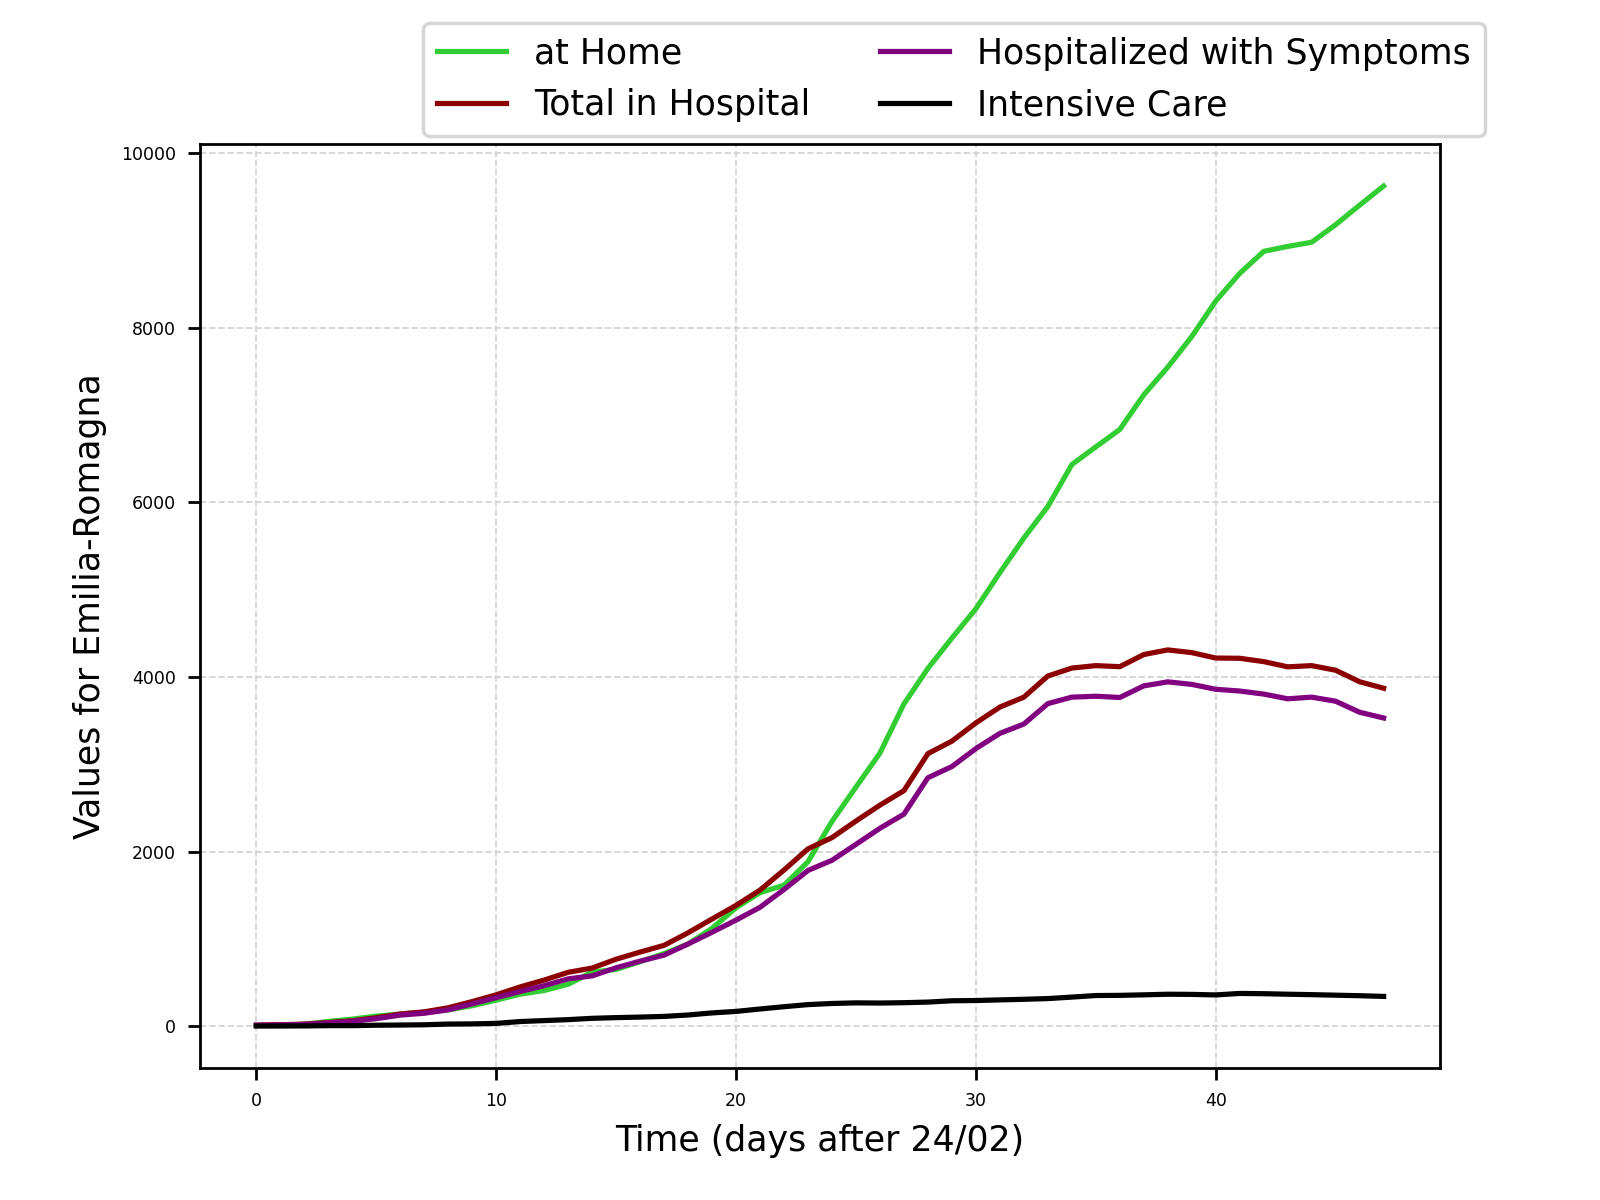 at Home
Total in Hospital
Hospitalized with Symptoms
Intensive Care
Values for Emilia-Romagna
10000
8000
6000
4000
2000
0
0 10 20 30 40
Time (days after 24/02)